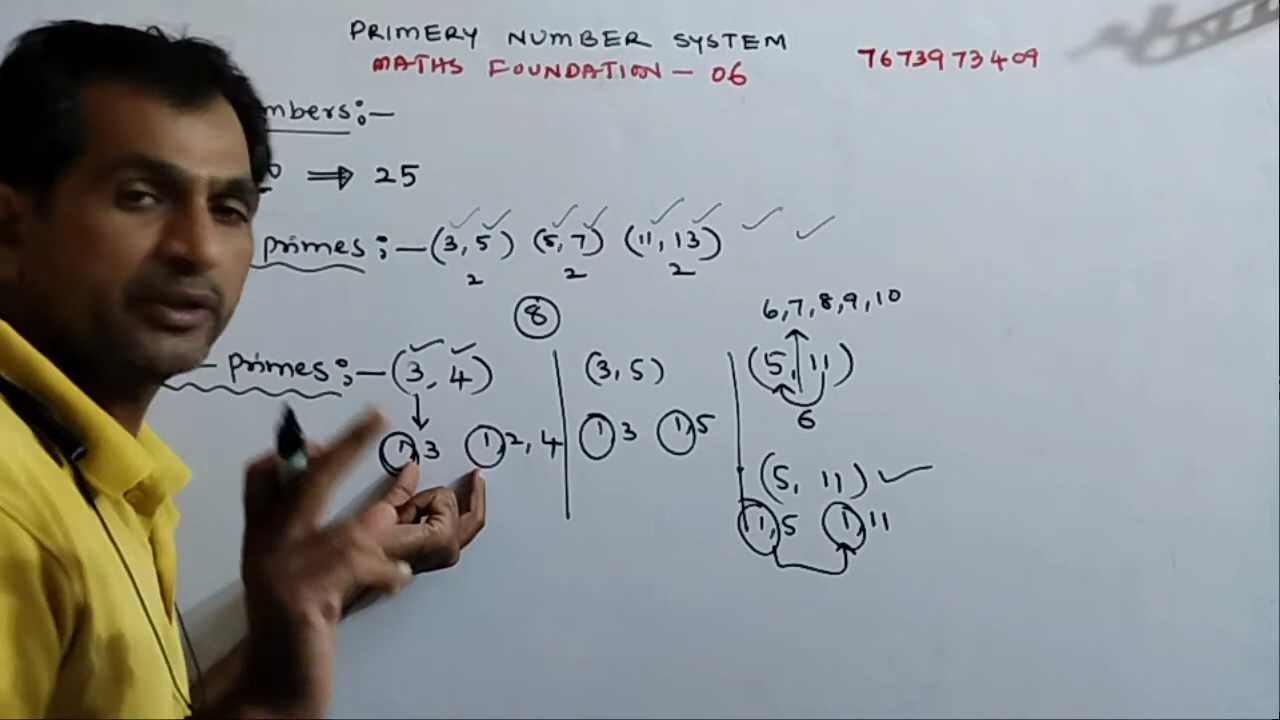 PRIMERY NUMBER SYSTEM
MATHS FOUNDATION - 06
7673973409
mbers:-
⇒ 25
primes:- (3, 5) (5, 7) (11, 13)
2 2 2
8
6, 7, 8, 9, 10
- primes:- (3, 4) (3, 5) (5, 11)
6
1, 3 1, 2, 4 1 3 1, 5
(5, 11)
1, 5 1, 11